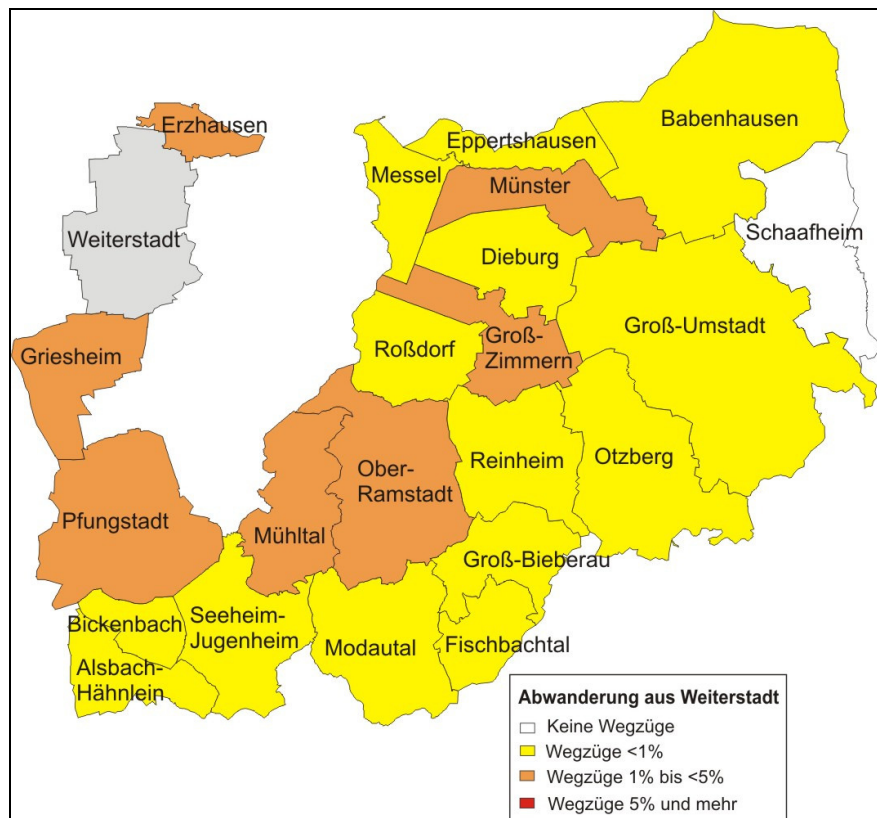 Erzhausen
Babenhausen
Eppertshausen
Messel
Münster
Weiterstadt
Schaafheim
Dieburg
Groß-Umstadt
Griesheim
Roßdorf
Groß-
Zimmern
Reinheim
Otzberg
Ober-
Ramstadt
Pfungstadt
Mühltal
Groß-Bieberau
Bickenbach
Seeheim-
Jugenheim
Modautal
Fischbachtal
Alsbach-
Hähnlein
Abwanderung aus Weiterstadt
Keine Wegzüge
Wegzüge <1%
Wegzüge 1% bis <5%
Wegzüge 5% und mehr